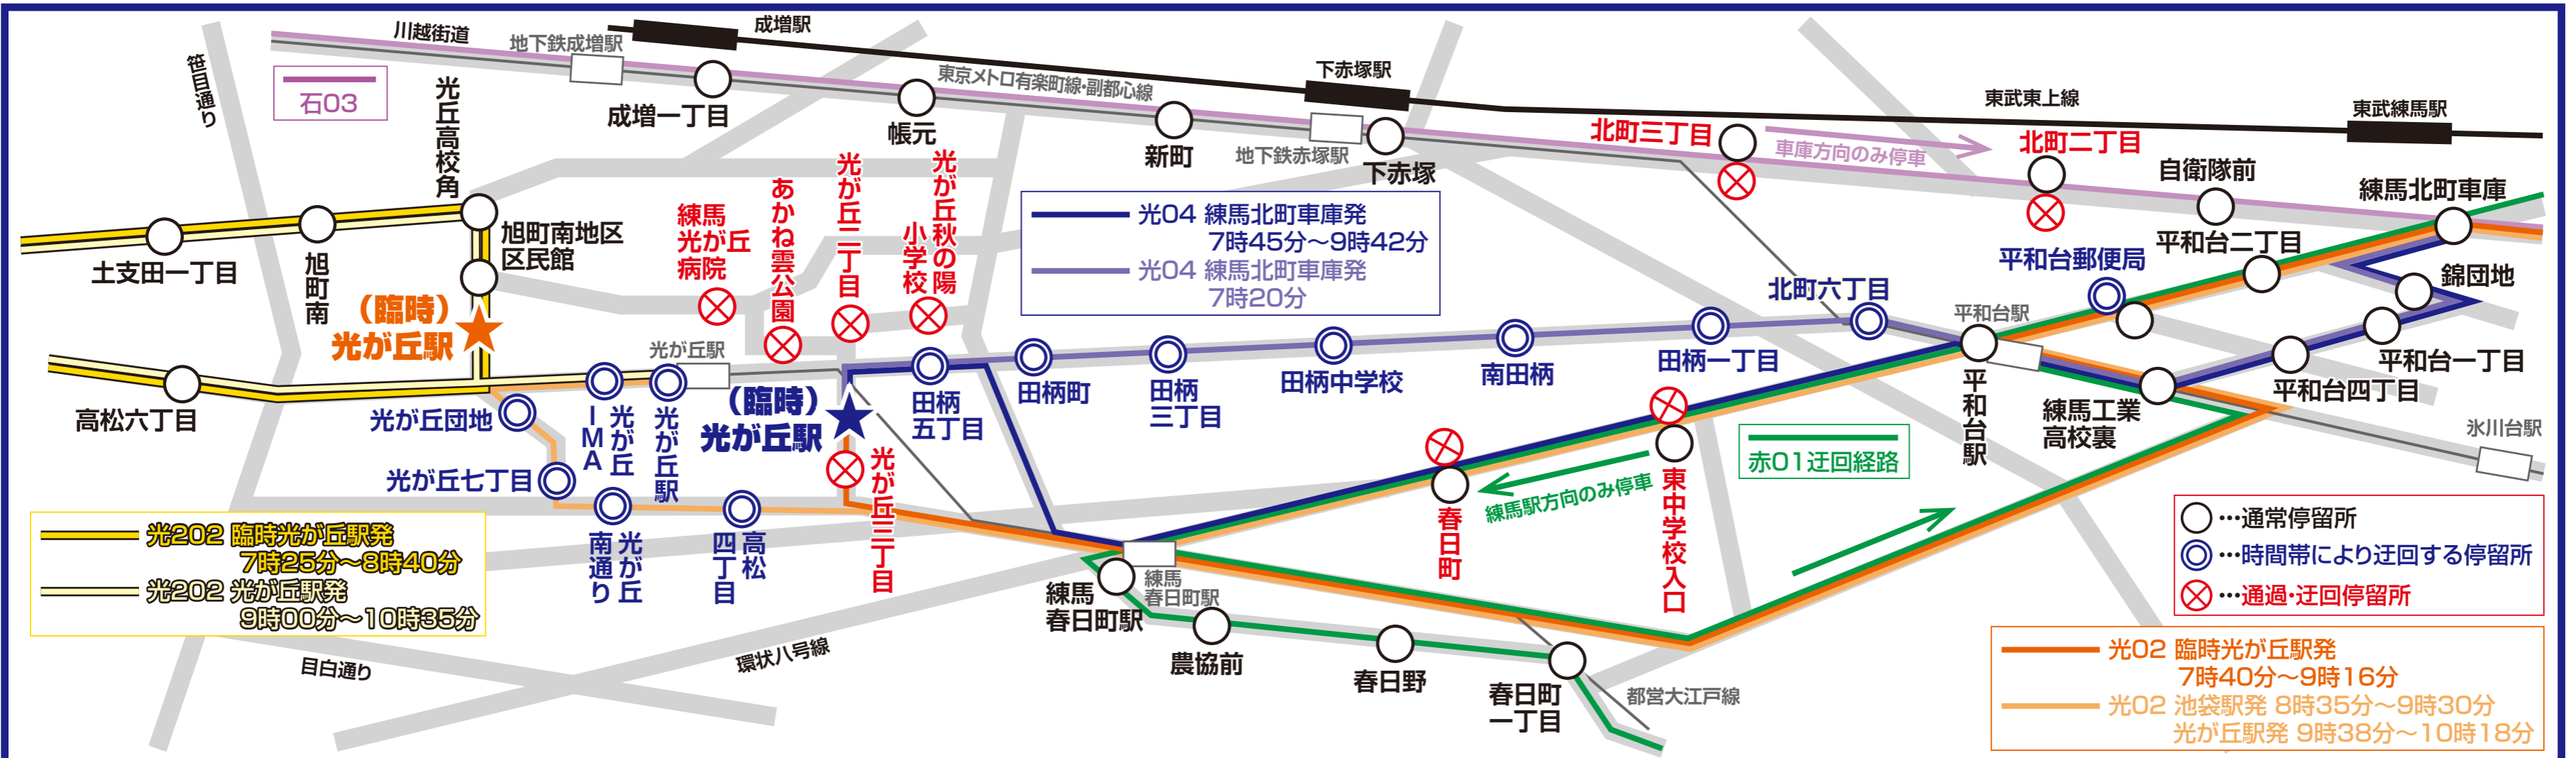 川越街道
成増駅
地下鉄成増駅
笹目通り
石03
光丘高校角
成増一丁目
東京メトロ有楽町線・副都心線
帳元
新町
下赤塚駅
地下鉄赤塚駅
下赤塚
北町三丁目
車庫方向のみ停車
東武東上線
北町二丁目
自衛隊前
東武練馬駅
練馬北町車庫
土支田一丁目
旭町南
旭町南地区
区民館
(臨時)
光が丘駅
練馬
光が丘
病院
あかね雲公園
光が丘二丁目
光が丘秋の陽
小学校
光04 練馬北町車庫発
7時45分〜9時42分
光04 練馬北町車庫発
7時20分
平和台郵便局
平和台二丁目
錦団地
北町六丁目
平和台駅
平和台駅
平和台一丁目
平和台四丁目
練馬工業
高校裏
氷川台駅
高松六丁目
光が丘団地
光が丘
IMA
光が丘駅
光が丘駅
(臨時)
光が丘駅
田柄
五丁目
田柄町
田柄
三丁目
田柄中学校
南田柄
田柄一丁目
光が丘七丁目
光が丘
南通り
高松
四丁目
光が丘三丁目
赤01迂回経路
練馬駅方向のみ停車
春日町
東中学校入口
光202 臨時光が丘駅発
7時25分〜8時40分
光202 光が丘駅発
9時00分〜10時35分
目白通り
環状八号線
練馬
春日町駅
練馬
春日町駅
農協前
春日野
春日町
一丁目
都営大江戸線
…通常停留所
…時間帯により迂回する停留所
…通過・迂回停留所
光02 臨時光が丘駅発
7時40分〜9時16分
光02 池袋駅発 8時35分〜9時30分
光が丘駅発 9時38分〜10時18分